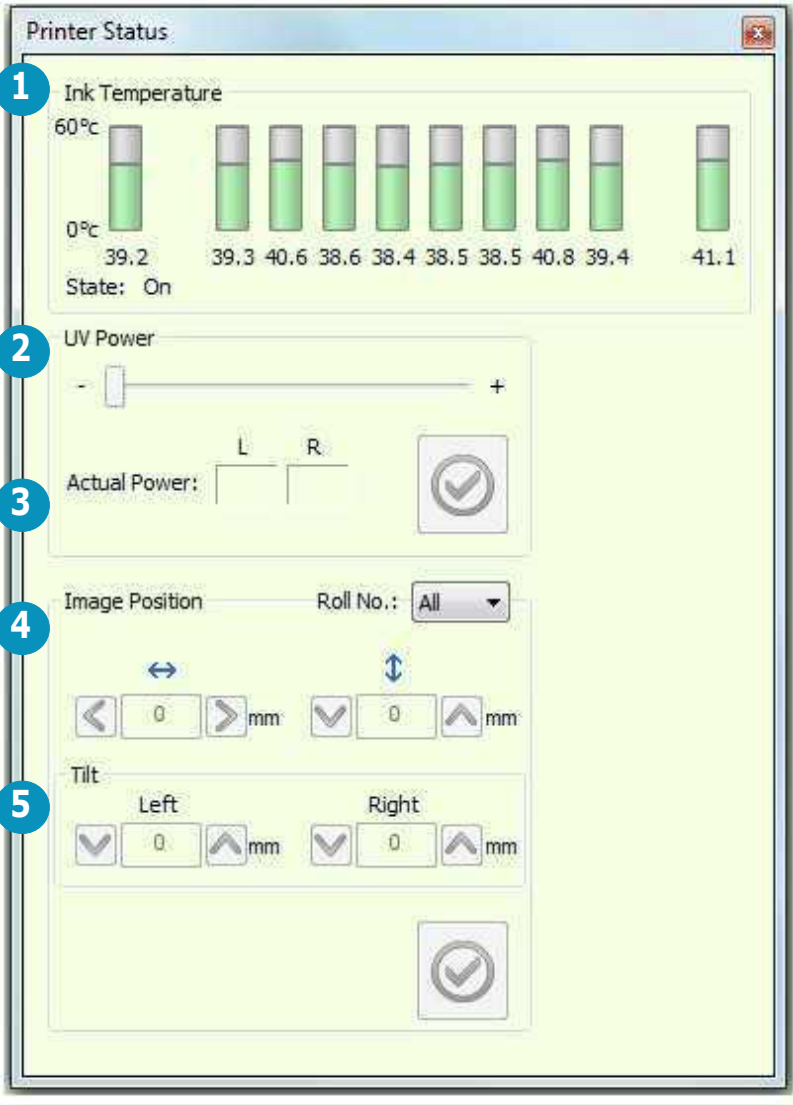 Printer Status
1
Ink Temperature
60°c
0°c
39.2 39.3 40.6 38.6 38.4 38.5 38.5 40.8 39.4 41.1
State: On
2
UV Power
- +
L R
Actual Power:
3
Image Position Roll No.: All
4
0 mm 0 mm
Tilt
5
Left Right
0 mm 0 mm